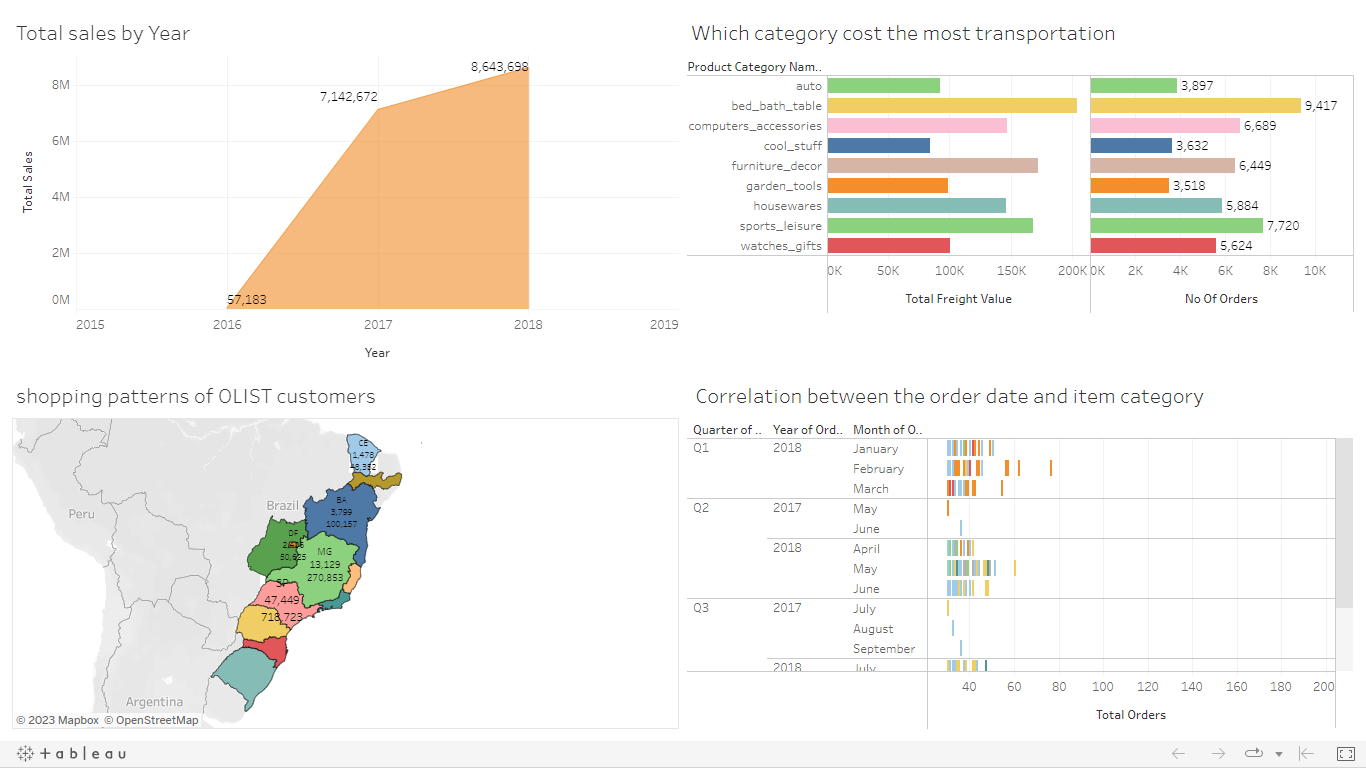 Total sales by Year
8,643,698
7,142,672
57,183
8M
6M
4M
2M
0M
Total Sales
2015 2016 2017 2018 2019
Year
Which category cost the most transportation
Product Category Nam..
auto 3,897
bed_bath_table 9,417
computers_accessories 6,689
cool_stuff 3,632
furniture_decor 6,449
garden_tools 3,518
housewares 5,884
sports_leisure 7,720
watches_gifts 5,624
0K 50K 100K 150K 200K 0K 2K 4K 6K 8K 10K
Total Freight Value No Of Orders
shopping patterns of OLIST customers
CE
1,478
48,352
Brazil
Peru
BA
3,799
100,157
DF
50,625
MG
13,129
270,853
SP
47,449
718,723
Argentina
© 2023 Mapbox © OpenStreetMap
Correlation between the order date and item category
Quarter of .. Year of Ord.. Month of O..
Q1 2018 January
February
March
Q2 2017 May
June
2018 April
May
June
Q3 2017 July
August
September
2018 July
40 60 80 100 120 140 160 180 200
Total Orders
+ a b | e a u